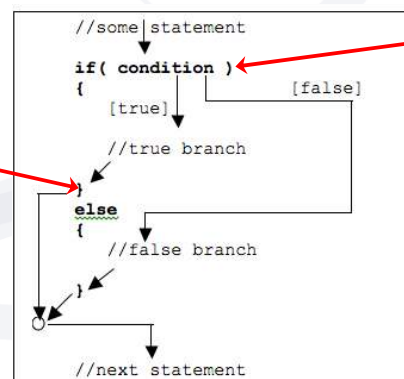 //some statement
if( condition )
{ [false]
[true]
//true branch
}
else
{
//false branch
}
//next statement